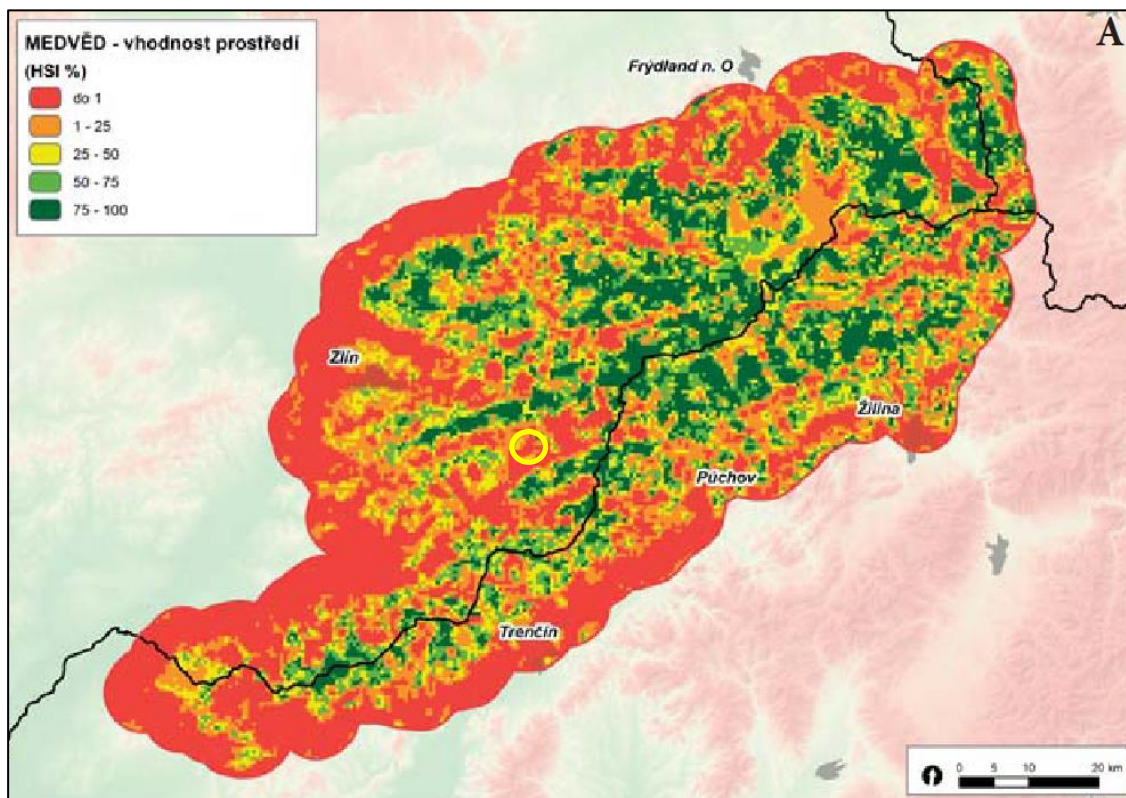 MEDVĚD - vhodnost prostředí
(HSI %)
do 1
1 - 25
25 - 50
50 - 75
75 - 100
A
Frýdland n. O
Zlín
Žilina
Púchov
Trenčín
0 5 10 20 km